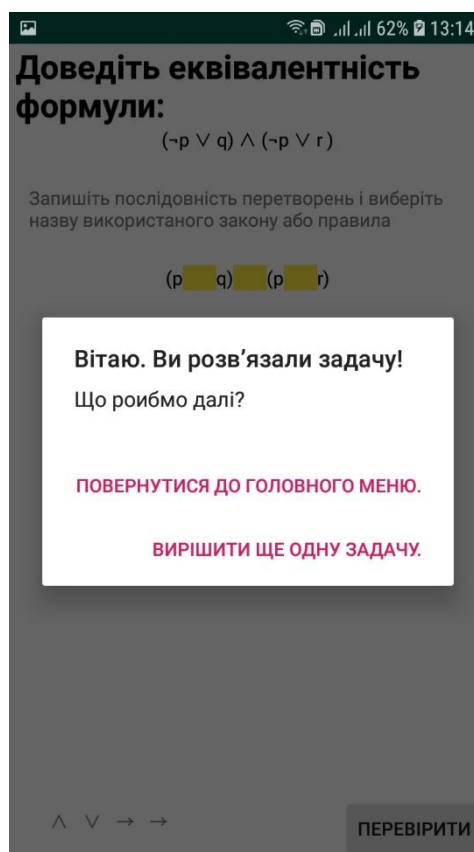 62% 13:14
Доведіть еквівалентність
формули:
(¬p ∨ q) ∧ (¬p ∨ r )
Запишіть послідовність перетворень і виберіть
назву використаного закону або правила
(p q) (p r)
Вітаю. Ви розв’язали задачу!
Що роибмо далі?
ПОВЕРНУТИСЯ ДО ГОЛОВНОГО МЕНЮ.
ВИРІШИТИ ЩЕ ОДНУ ЗАДАЧУ.
∧ ∨ → →
ПЕРЕВІРИТИ